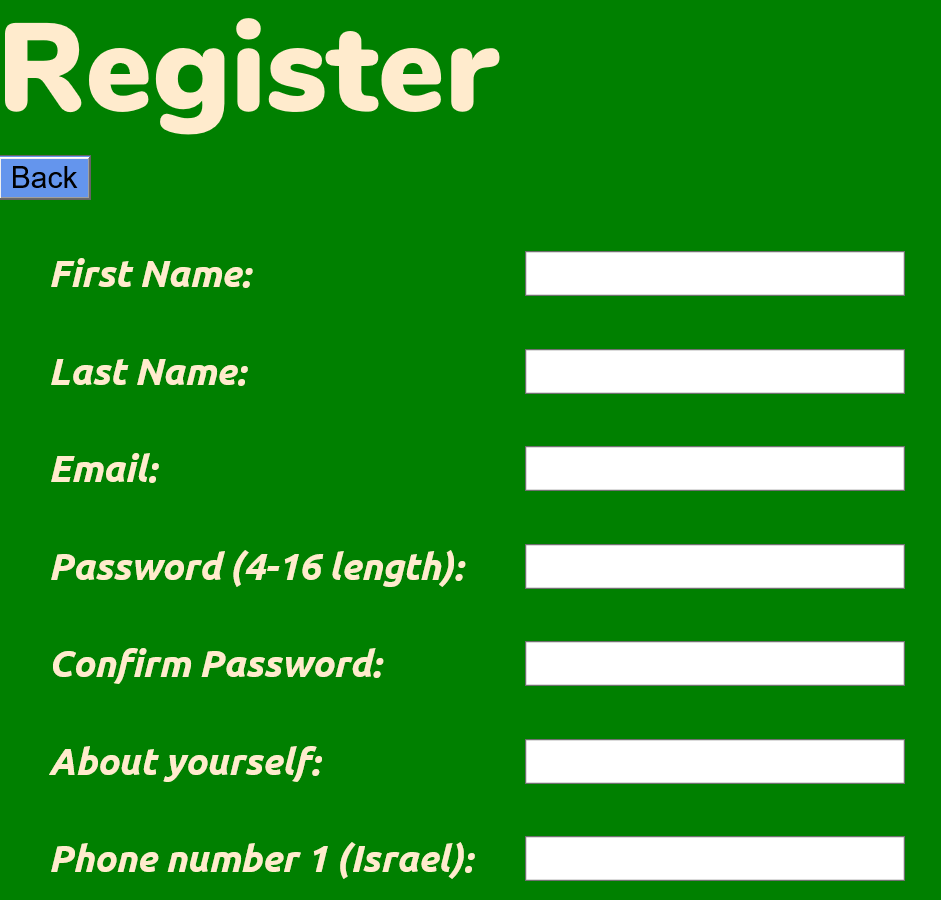 Register
Back
First Name:
Last Name:
Email:
Password (4-16 length):
Confirm Password:
About yourself:
Phone number 1 (Israel):